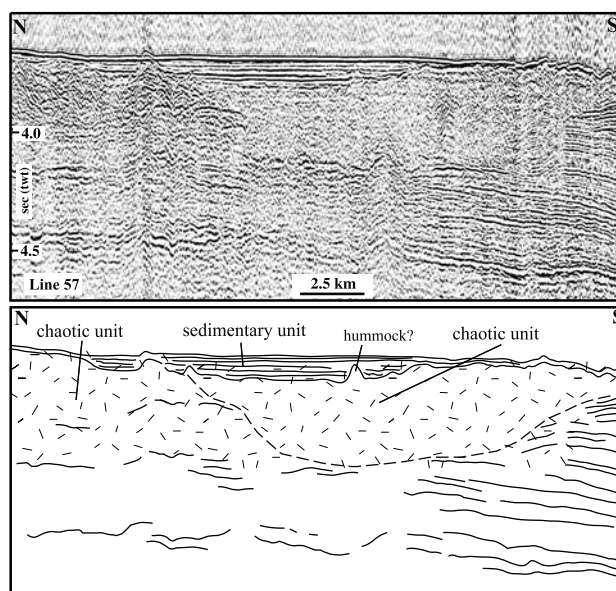 N
S
4.0
sec (twt)
4.5
Line 57
2.5 km
N
S
chaotic unit
sedimentary unit
hummock?
chaotic unit